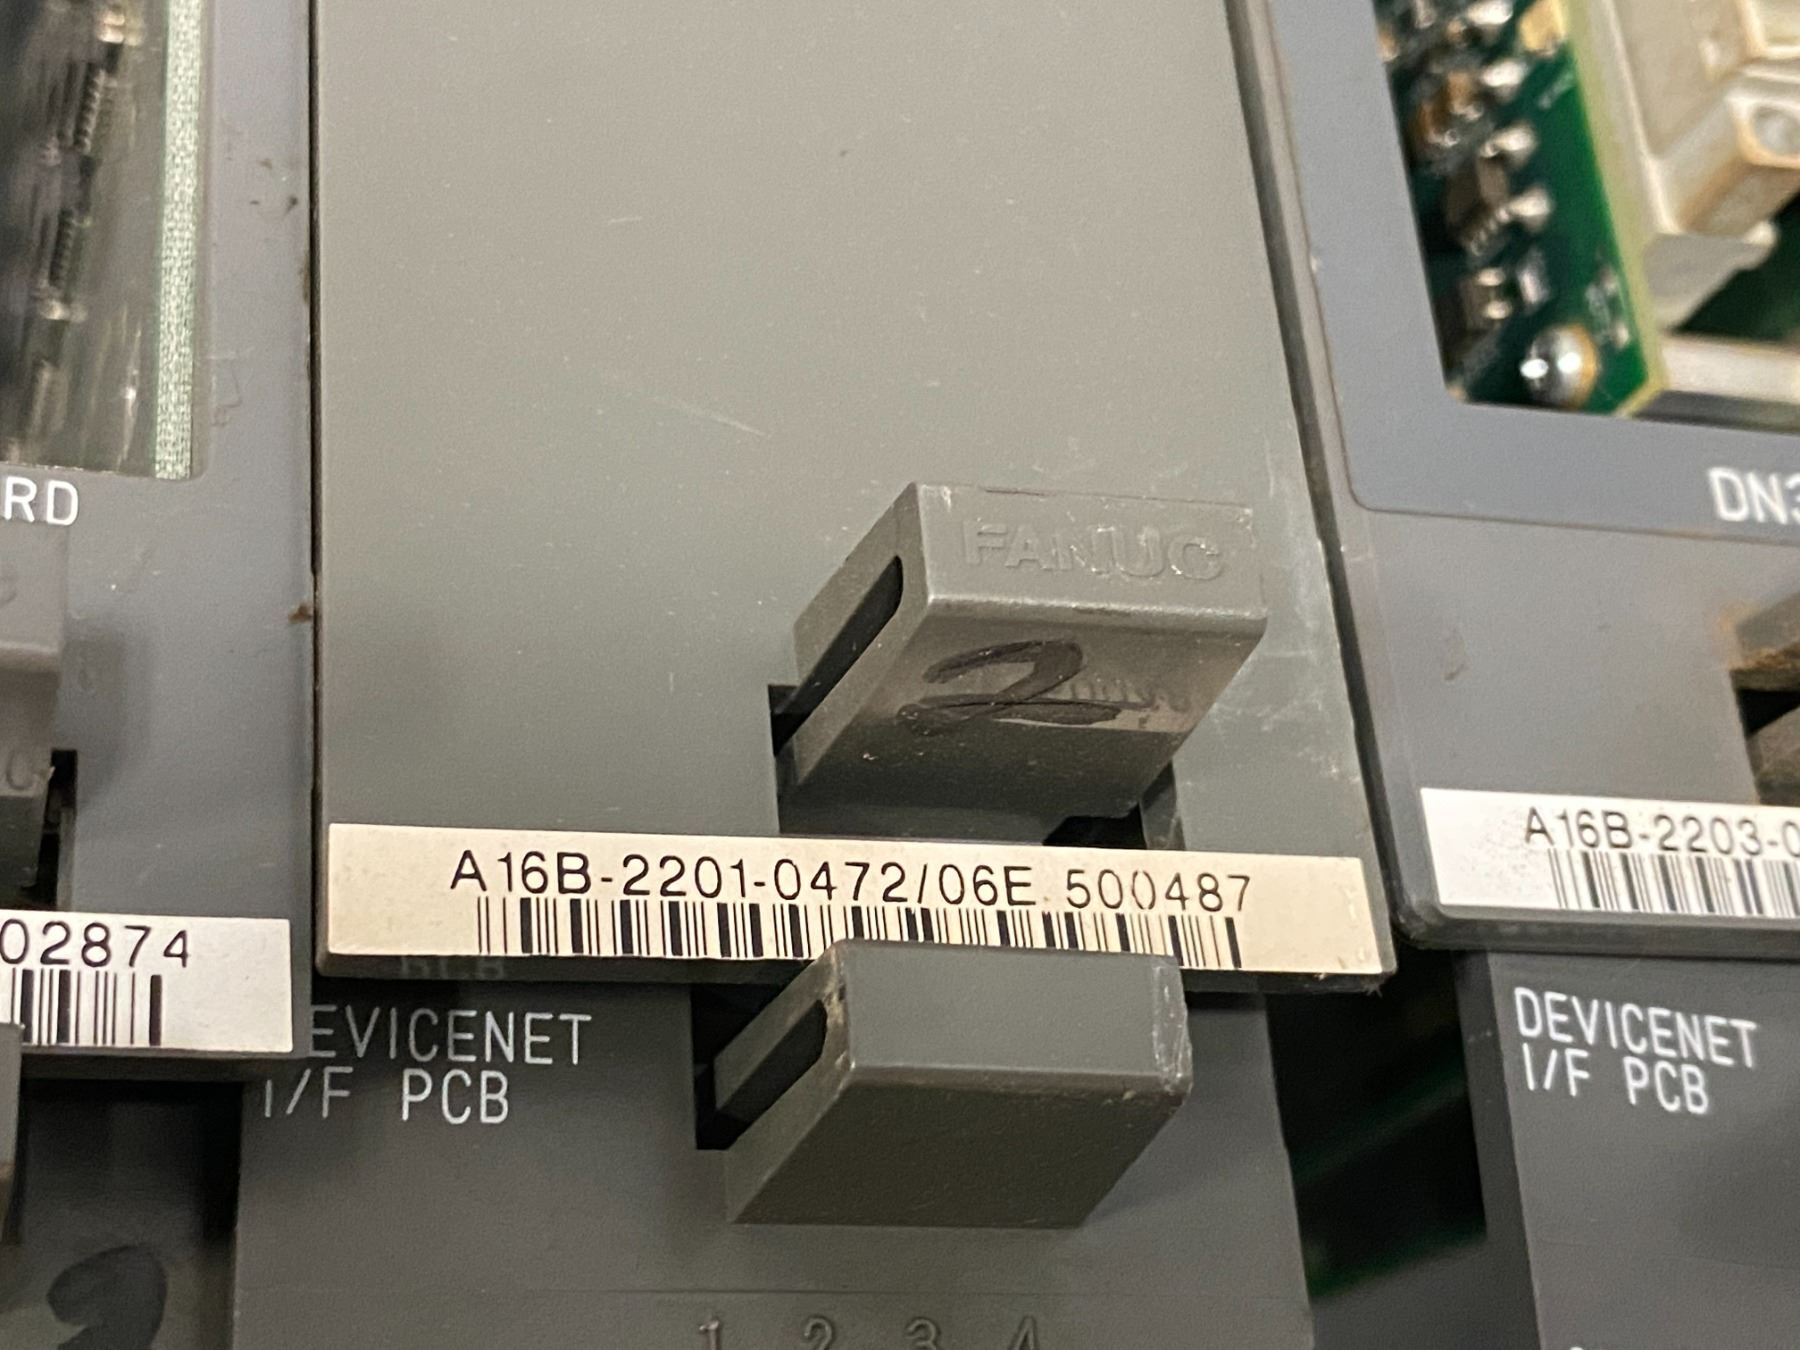 RD
DN3
FANUC
2
A16B-2201-0472/06E 500487
A16B-2203-0
02874
DEVICENET
I/F PCB
EVICENET
I/F PCB
1 2 3 4